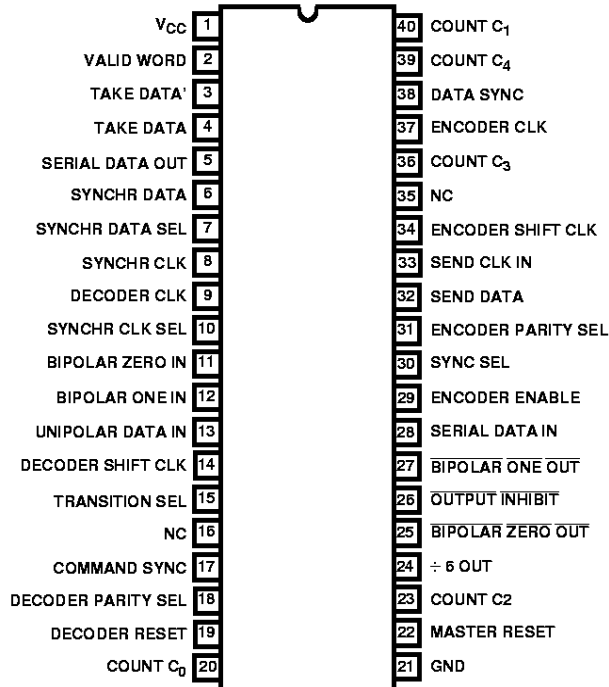 VCC 1 40 COUNT C1
VALID WORD 2 39 COUNT C4
TAKE DATA' 3 38 DATA SYNC
TAKE DATA 4 37 ENCODER CLK
SERIAL DATA OUT 5 36 COUNT C3
SYNCHR DATA 6 35 NC
SYNCHR DATA SEL 7 34 ENCODER SHIFT CLK
SYNCHR CLK 8 33 SEND CLK IN
DECODER CLK 9 32 SEND DATA
SYNCHR CLK SEL 10 31 ENCODER PARITY SEL
BIPOLAR ZERO IN 11 30 SYNC SEL
BIPOLAR ONE IN 12 29 ENCODER ENABLE
UNIPOLAR DATA IN 13 28 SERIAL DATA IN
DECODER SHIFT CLK 14 27 BIPOLAR ONE OUT
TRANSITION SEL 15 26 OUTPUT INHIBIT
NC 16 25 BIPOLAR ZERO OUT
COMMAND SYNC 17 24 ÷ 6 OUT
DECODER PARITY SEL 18 23 COUNT C2
DECODER RESET 19 22 MASTER RESET
COUNT C0 20 21 GND